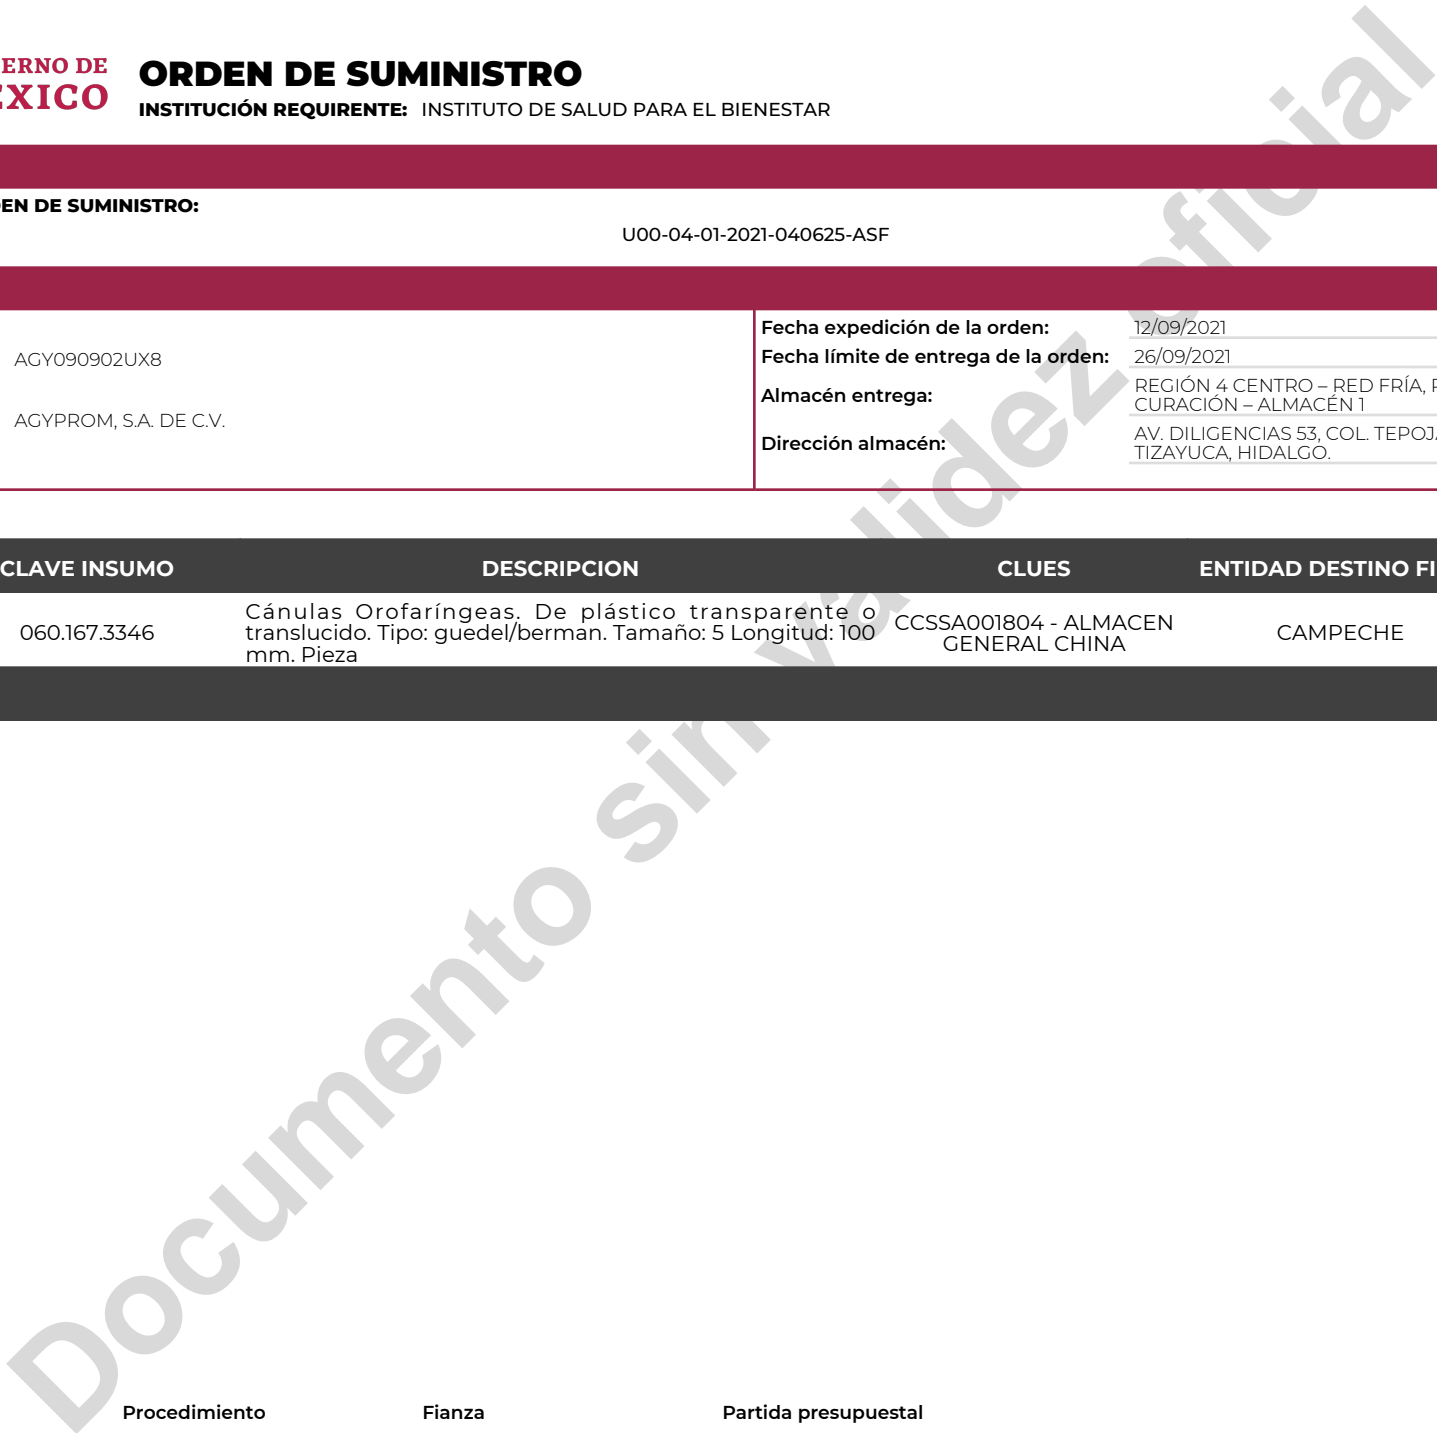 ERNO DE
ÉXICO
ORDEN DE SUMINISTRO
INSTITUCIÓN REQUIRENTE: INSTITUTO DE SALUD PARA EL BIENESTAR
EN DE SUMINISTRO:
U00-04-01-2021-040625-ASF
AGY090902UX8
AGYPROM, S.A. DE C.V.
Fecha expedición de la orden: 12/09/2021
Fecha límite de entrega de la orden: 26/09/2021
Almacén entrega: REGIÓN 4 CENTRO – RED FRÍA,
CURACIÓN – ALMACÉN 1
Dirección almacén: AV. DILIGENCIAS 53, COL. TEPOJA
TIZAYUCA, HIDALGO.
CLAVE INSUMO DESCRIPCION CLUES ENTIDAD DESTINO FI
060.167.3346
Cánulas Orofaríngeas. De plástico transparente o
translucido. Tipo: guedel/berman. Tamaño: 5 Longitud: 100
mm. Pieza
CCSSA001804 - ALMACEN
GENERAL CHINA
CAMPECHE
Documento sin validez oficial
Procedimiento Fianza Partida presupuestal